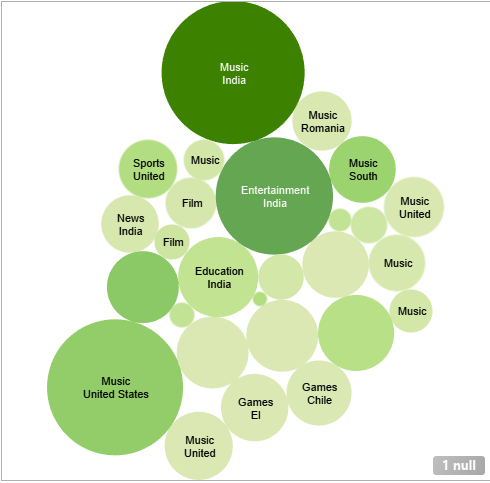 Music
India
Music
Romania
Sports
United
Music
Music
South
Entertainment
India
Film
Music
United
News
India
Film
Music
Education
India
Music
Music
United States
Games
Chile
Games
El
Music
United
1 null